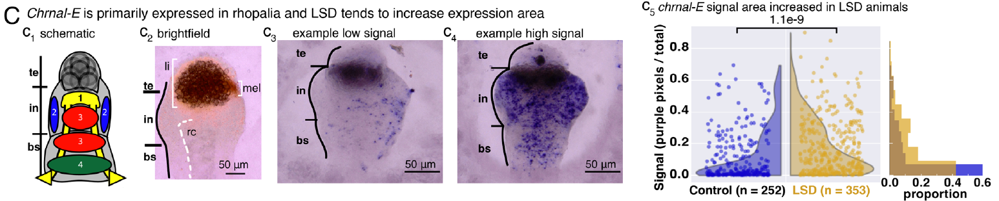 C Chrnal-E is primarily expressed in rhopalia and LSD tends to increase expression area
C1 schematic
te
in
bs
1
2
3
2
3
4
C2 brightfield
li
te
mel
in
rc
bs
50 µm
C3 example low signal
te
in
bs
50 µm
C4 example high signal
te
in
bs
50 µm
C5 chrnal-E signal area increased in LSD animals
1.1e-9
Signal (purple pixels / total)
0.8
0.6
0.4
0.2
0.0
Control (n = 252)
LSD (n = 353)
0.0 0.2 0.4 0.6
proportion